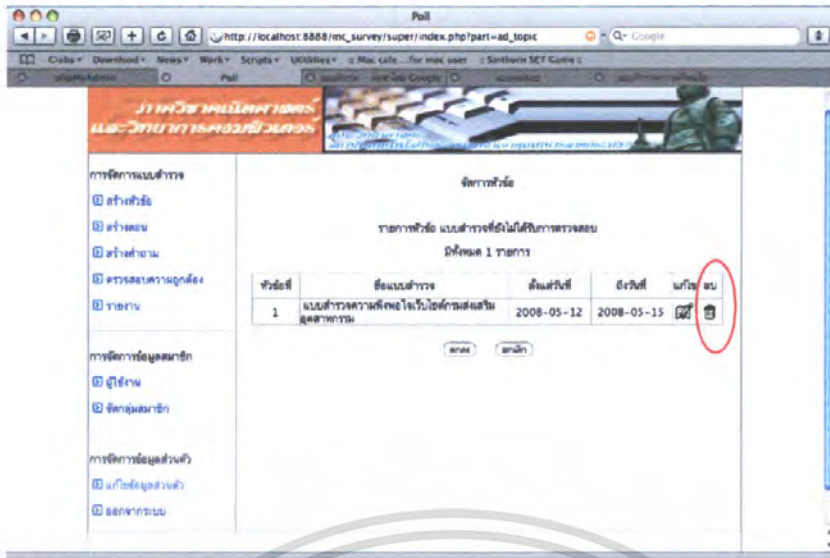 Poll
http://localhost:8888/mc_survey/super/index.php?part=ad_topic
Google
Clubs Download News Work Scripts Utilities
phpMyAdmin Poll
ภาควิชาคณิตศาสตร์
และวิทยาการคอมพิวเตอร์
การจัดการแบบสำรวจ
สร้างหัวข้อ
สร้างตอน
สร้างคำถาม
ตรวจสอบความถูกต้อง
รายงาน
การจัดการข้อมูลสมาชิก
ผู้ใช้งาน
จัดกลุ่มสมาชิก
การจัดการข้อมูลส่วนตัว
แก้ไขข้อมูลส่วนตัว
ออกจากระบบ
จัดการหัวข้อ
รายการหัวข้อ แบบสำรวจที่ยังไม่ได้รับการตรวจสอบ
มีทั้งหมด 1 รายการ
หัวข้อที่ ชื่อแบบสำรวจ ตั้งแต่วันที่ ถึงวันที่ แก้ไข ลบ
1 แบบสำรวจความพึงพอใจเว็บไซต์กรมส่งเสริม 2008-05-12 2008-05-15
อุตสาหกรรม
ตกลง ยกเลิก